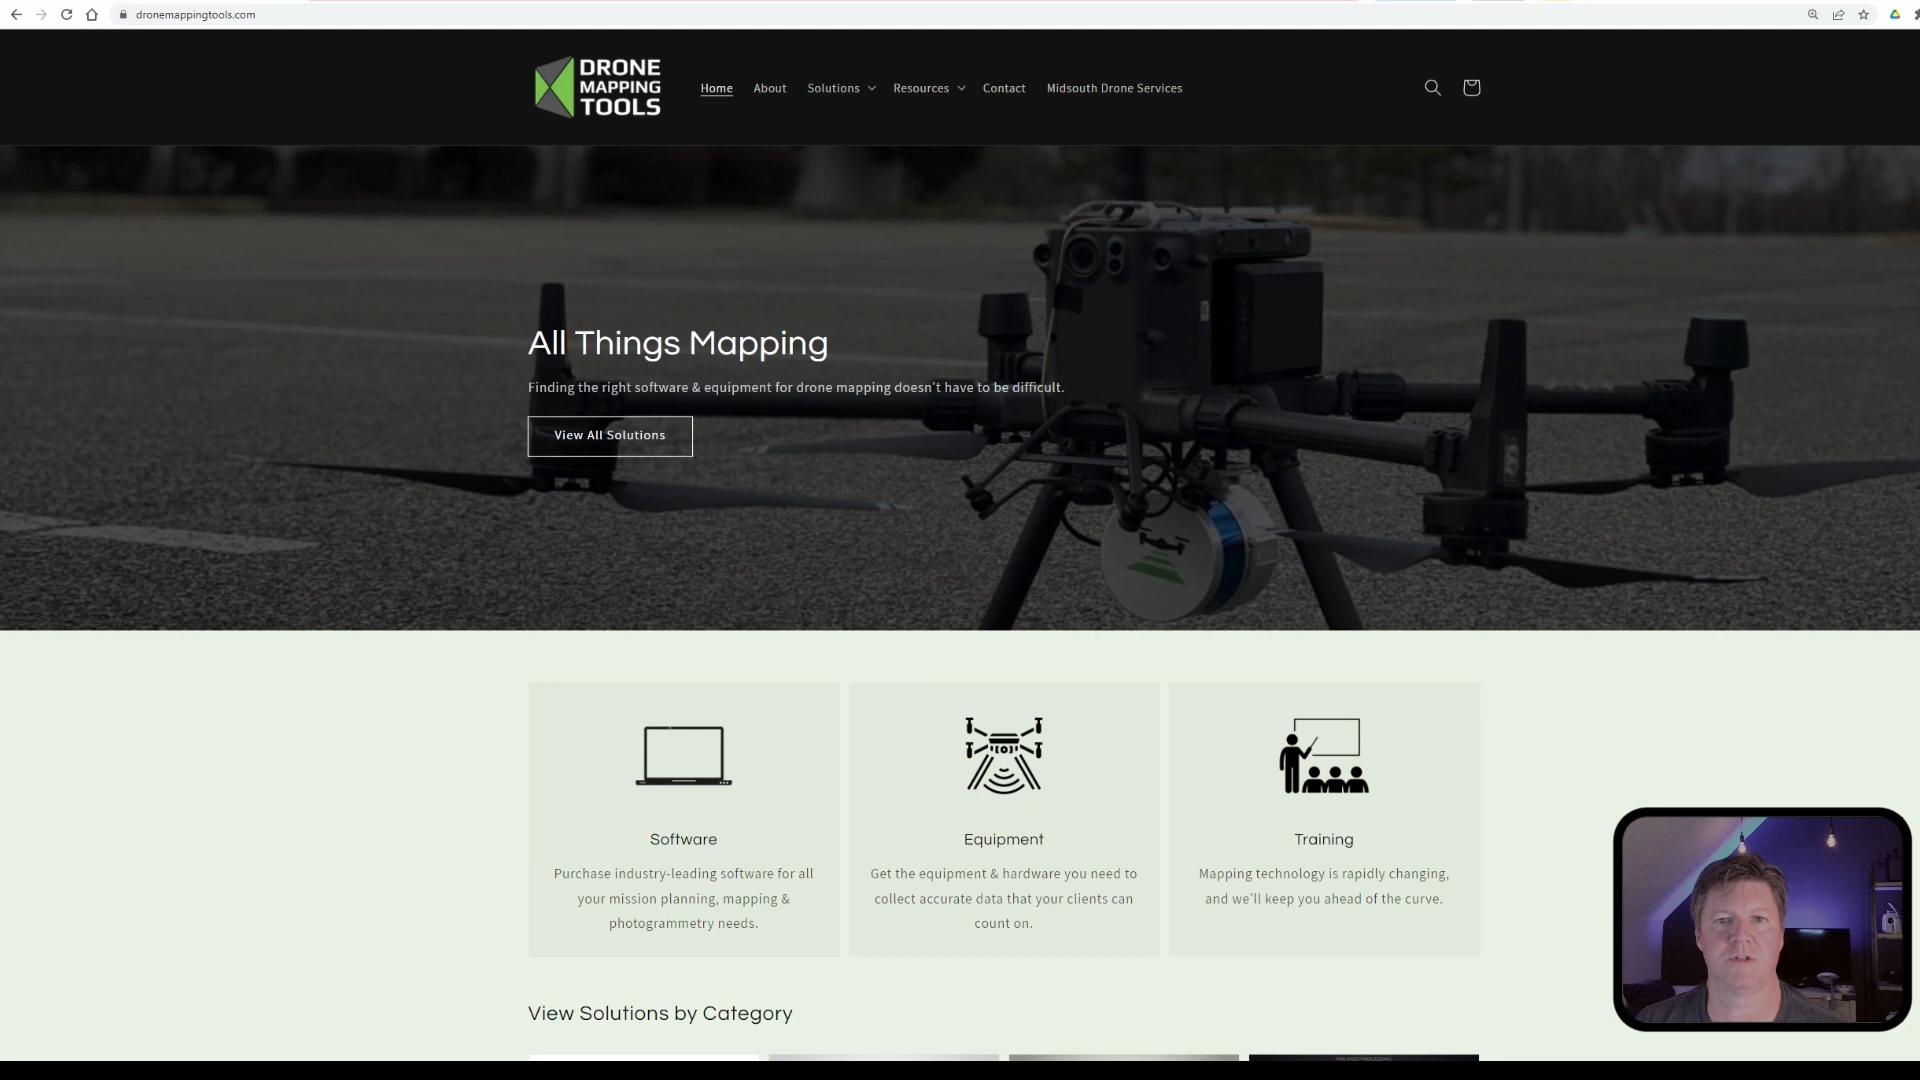 dronemappingtools.com
DRONE
MAPPING
TOOLS
Home About Solutions Resources Contact Midsouth Drone Services
All Things Mapping
Finding the right software & equipment for drone mapping doesn't have to be difficult.
View All Solutions
Software
Purchase industry-leading software for all
your mission planning, mapping &
photogrammetry needs.
Equipment
Get the equipment & hardware you need to
collect accurate data that your clients can
count on.
Training
Mapping technology is rapidly changing,
and we'll keep you ahead of the curve.
View Solutions by Category